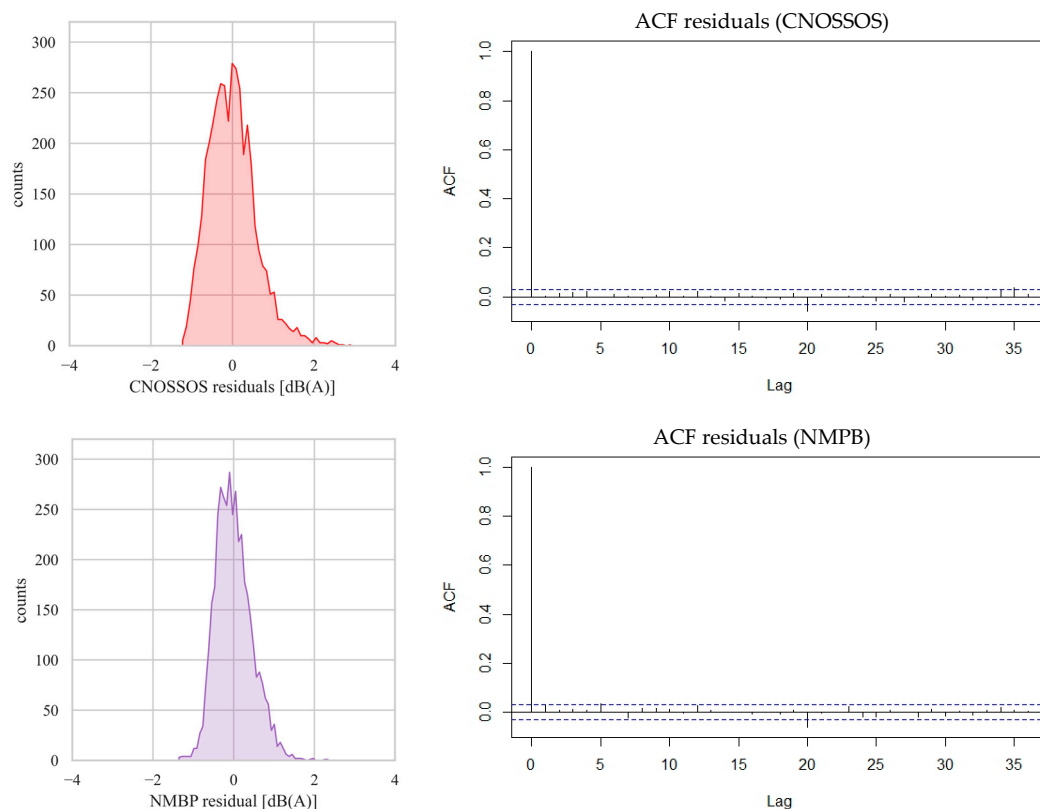 ACF residuals (CNOSSOS)
300
250
200
150
100
50
0
counts
−4 −2 0 2 4
CNOSSOS residuals [dB(A)]
1.0
0.8
0.6
0.4
0.2
0.0
ACF
0 5 10 15 20 25 30 35
Lag
ACF residuals (NMPB)
300
250
200
150
100
50
0
counts
−4 −2 0 2 4
NMBP residual [dB(A)]
1.0
0.8
0.6
0.4
0.2
0.0
ACF
0 5 10 15 20 25 30 35
Lag